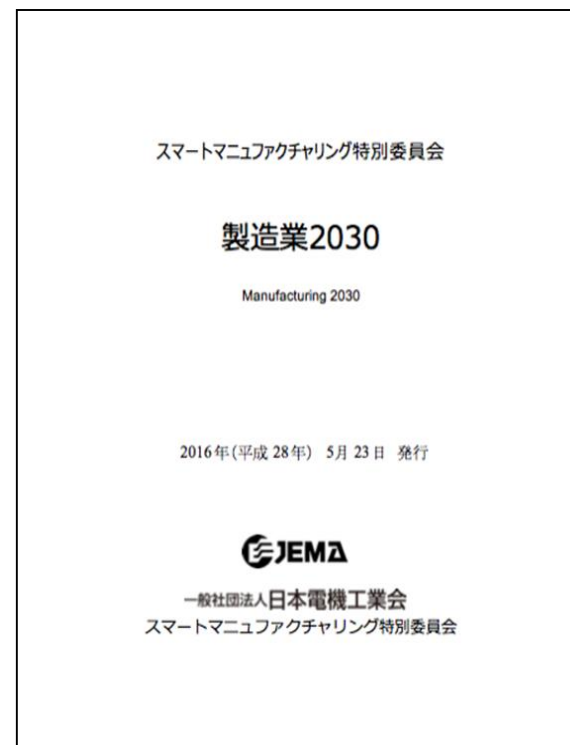 スマートマニュファクチャリング特別委員会
製造業2030
Manufacturing 2030
2016年(平成 28年) 5月 23日 発行
JEMA
一般社団法人日本電機工業会
スマートマニュファクチャリング特別委員会